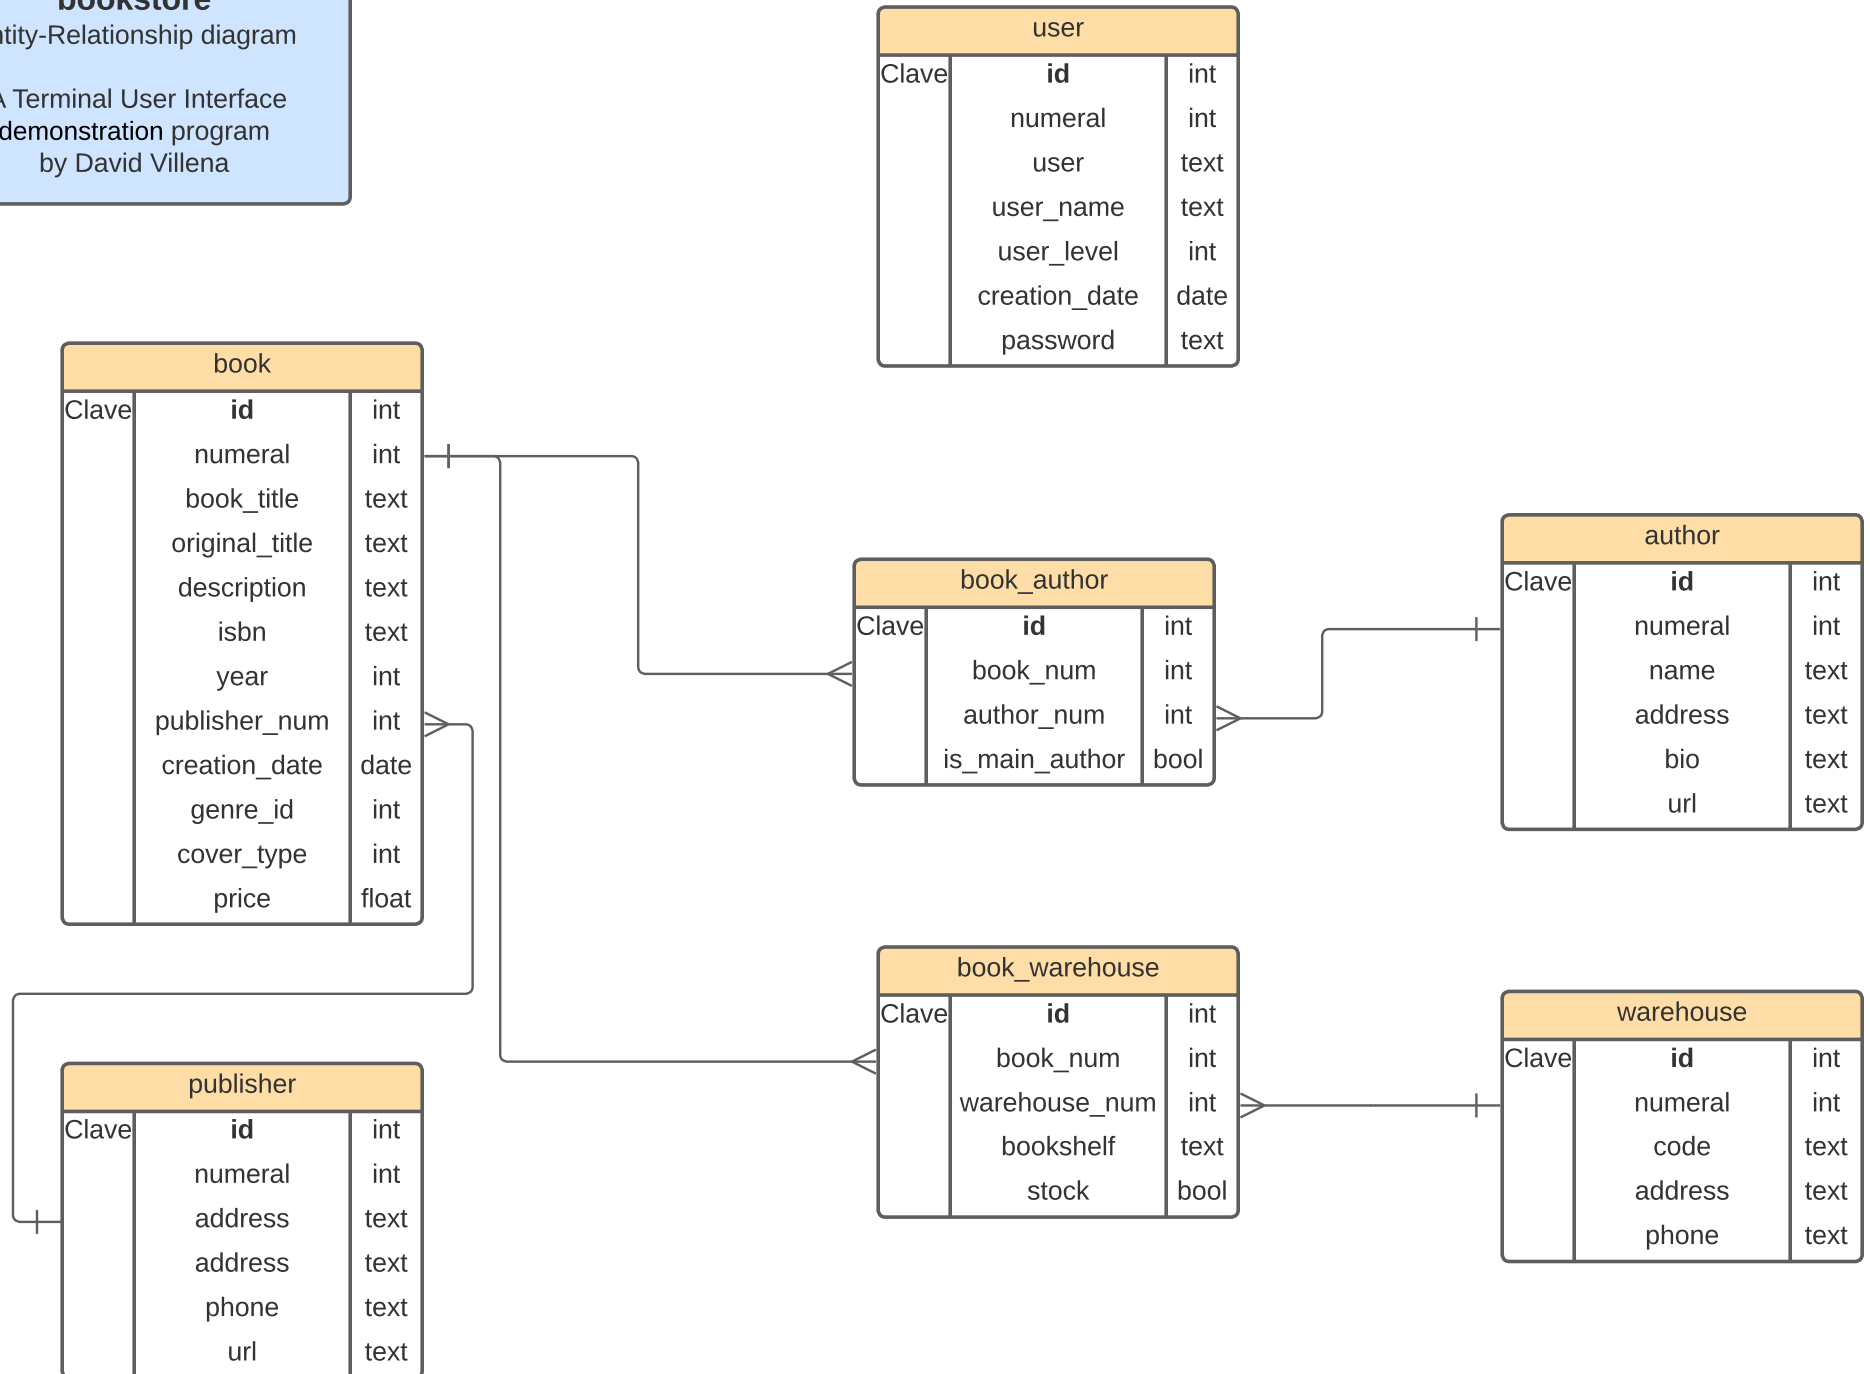 bookstore
ntity-Relationship diagram
A Terminal User Interface
demonstration program
by David Villena
user
Clave id int
numeral int
user text
user_name text
user_level int
creation_date date
password text
book
Clave id int
numeral int
book_title text
original_title text
description text
isbn text
year int
publisher_num int
creation_date date
genre_id int
cover_type int
price float
book_author
Clave id int
book_num int
author_num int
is_main_author bool
author
Clave id int
numeral int
name text
address text
bio text
url text
book_warehouse
Clave id int
book_num int
warehouse_num int
bookshelf text
stock bool
warehouse
Clave id int
numeral int
code text
address text
phone text
publisher
Clave id int
numeral int
address text
address text
phone text
url text